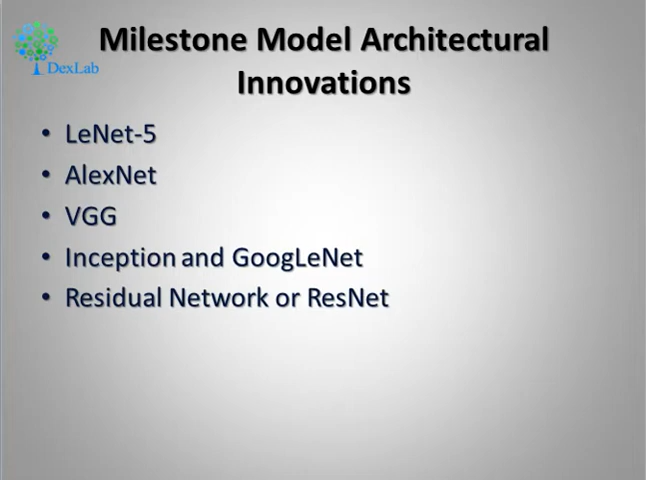 Milestone Model Architectural
Innovations
DexLab
• LeNet-5
• AlexNet
• VGG
• Inception and GoogLeNet
• Residual Network or ResNet